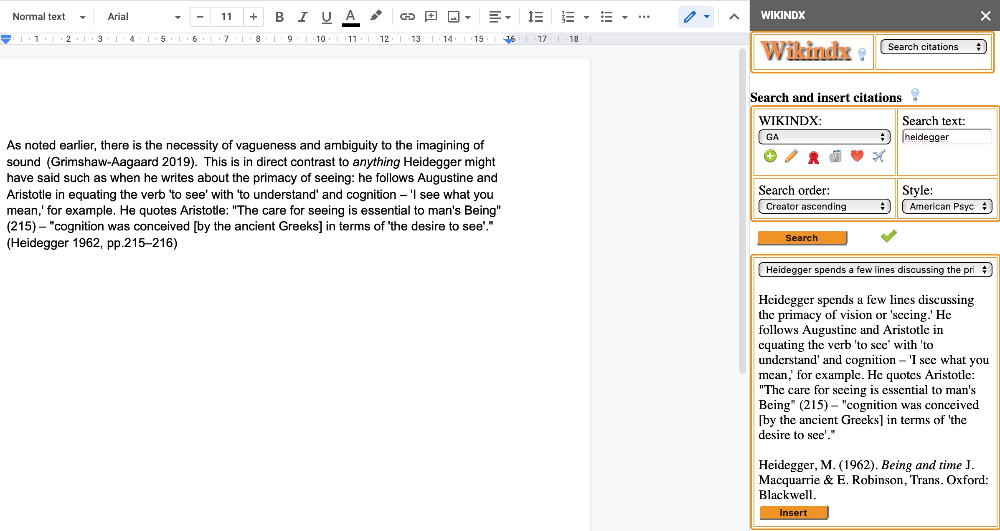 Normal text Arial − 11 + B I U A
1 2 3 4 5 6 7 8 9 10 11 12 13 14 15 16 17 18
As noted earlier, there is the necessity of vagueness and ambiguity to the imagining of
sound  (Grimshaw-Aagaard 2019).  This is in direct contrast to anything Heidegger might
have said such as when he writes about the primacy of seeing: he follows Augustine and
Aristotle in equating the verb 'to see' with 'to understand' and cognition – 'I see what you
mean,' for example. He quotes Aristotle: "The care for seeing is essential to man's Being"
(215) – "cognition was conceived [by the ancient Greeks] in terms of 'the desire to see'."
(Heidegger 1962, pp.215–216)
WIKINDX
Wikindx
Search citations
Search and insert citations
WIKINDX:
GA
Search text:
heidegger
Search order:
Creator ascending
Style:
American Psyc
Search
Heidegger spends a few lines discussing the pri
Heidegger spends a few lines discussing
the primacy of vision or 'seeing.' He
follows Augustine and Aristotle in
equating the verb 'to see' with 'to
understand' and cognition – 'I see what you
mean,' for example. He quotes Aristotle:
"The care for seeing is essential to man's
Being" (215) – "cognition was conceived
[by the ancient Greeks] in terms of 'the
desire to see'."
Heidegger, M. (1962). Being and time J.
Macquarrie & E. Robinson, Trans. Oxford:
Blackwell.
Insert